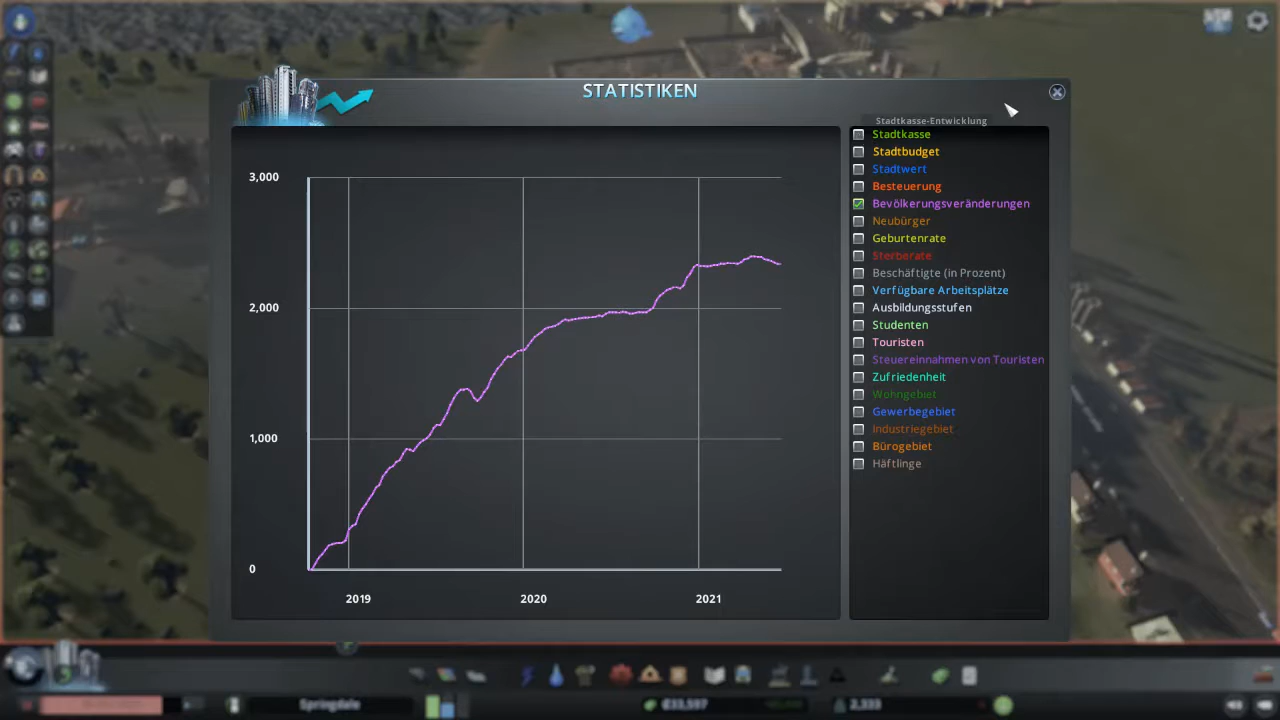 STATISTIKEN
Stadtkasse-Entwicklung
Stadtkasse
Stadtbudget
Stadtwert
Besteuerung
Bevölkerungsveränderungen
Neubürger
Geburtenrate
Sterberate
Beschäftigte (in Prozent)
Verfügbare Arbeitsplätze
Ausbildungsstufen
Studenten
Touristen
Steuereinnahmen von Touristen
Zufriedenheit
Wohngebiet
Gewerbegebiet
Industriegebiet
Bürogebiet
Häftlinge
3,000
2,000
1,000
0
2019 2020 2021
Springdale ₡33,597 2,333